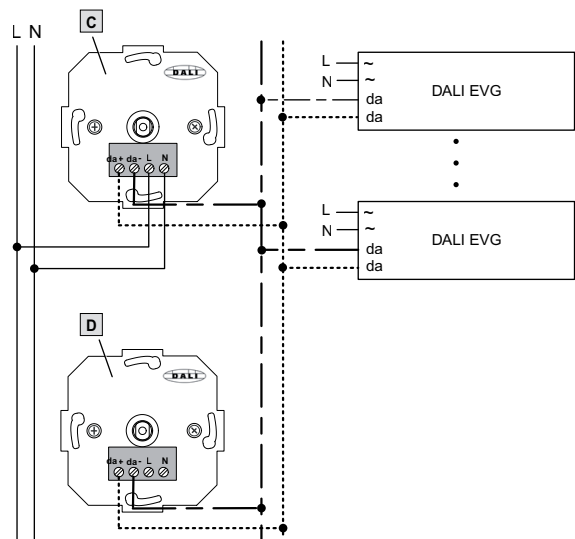 L N
C
DALI
da+ da- L N
L ~
N ~
da
da
DALI EVG
L ~
N ~
da
da
DALI EVG
D
DALI
da+ da- L N